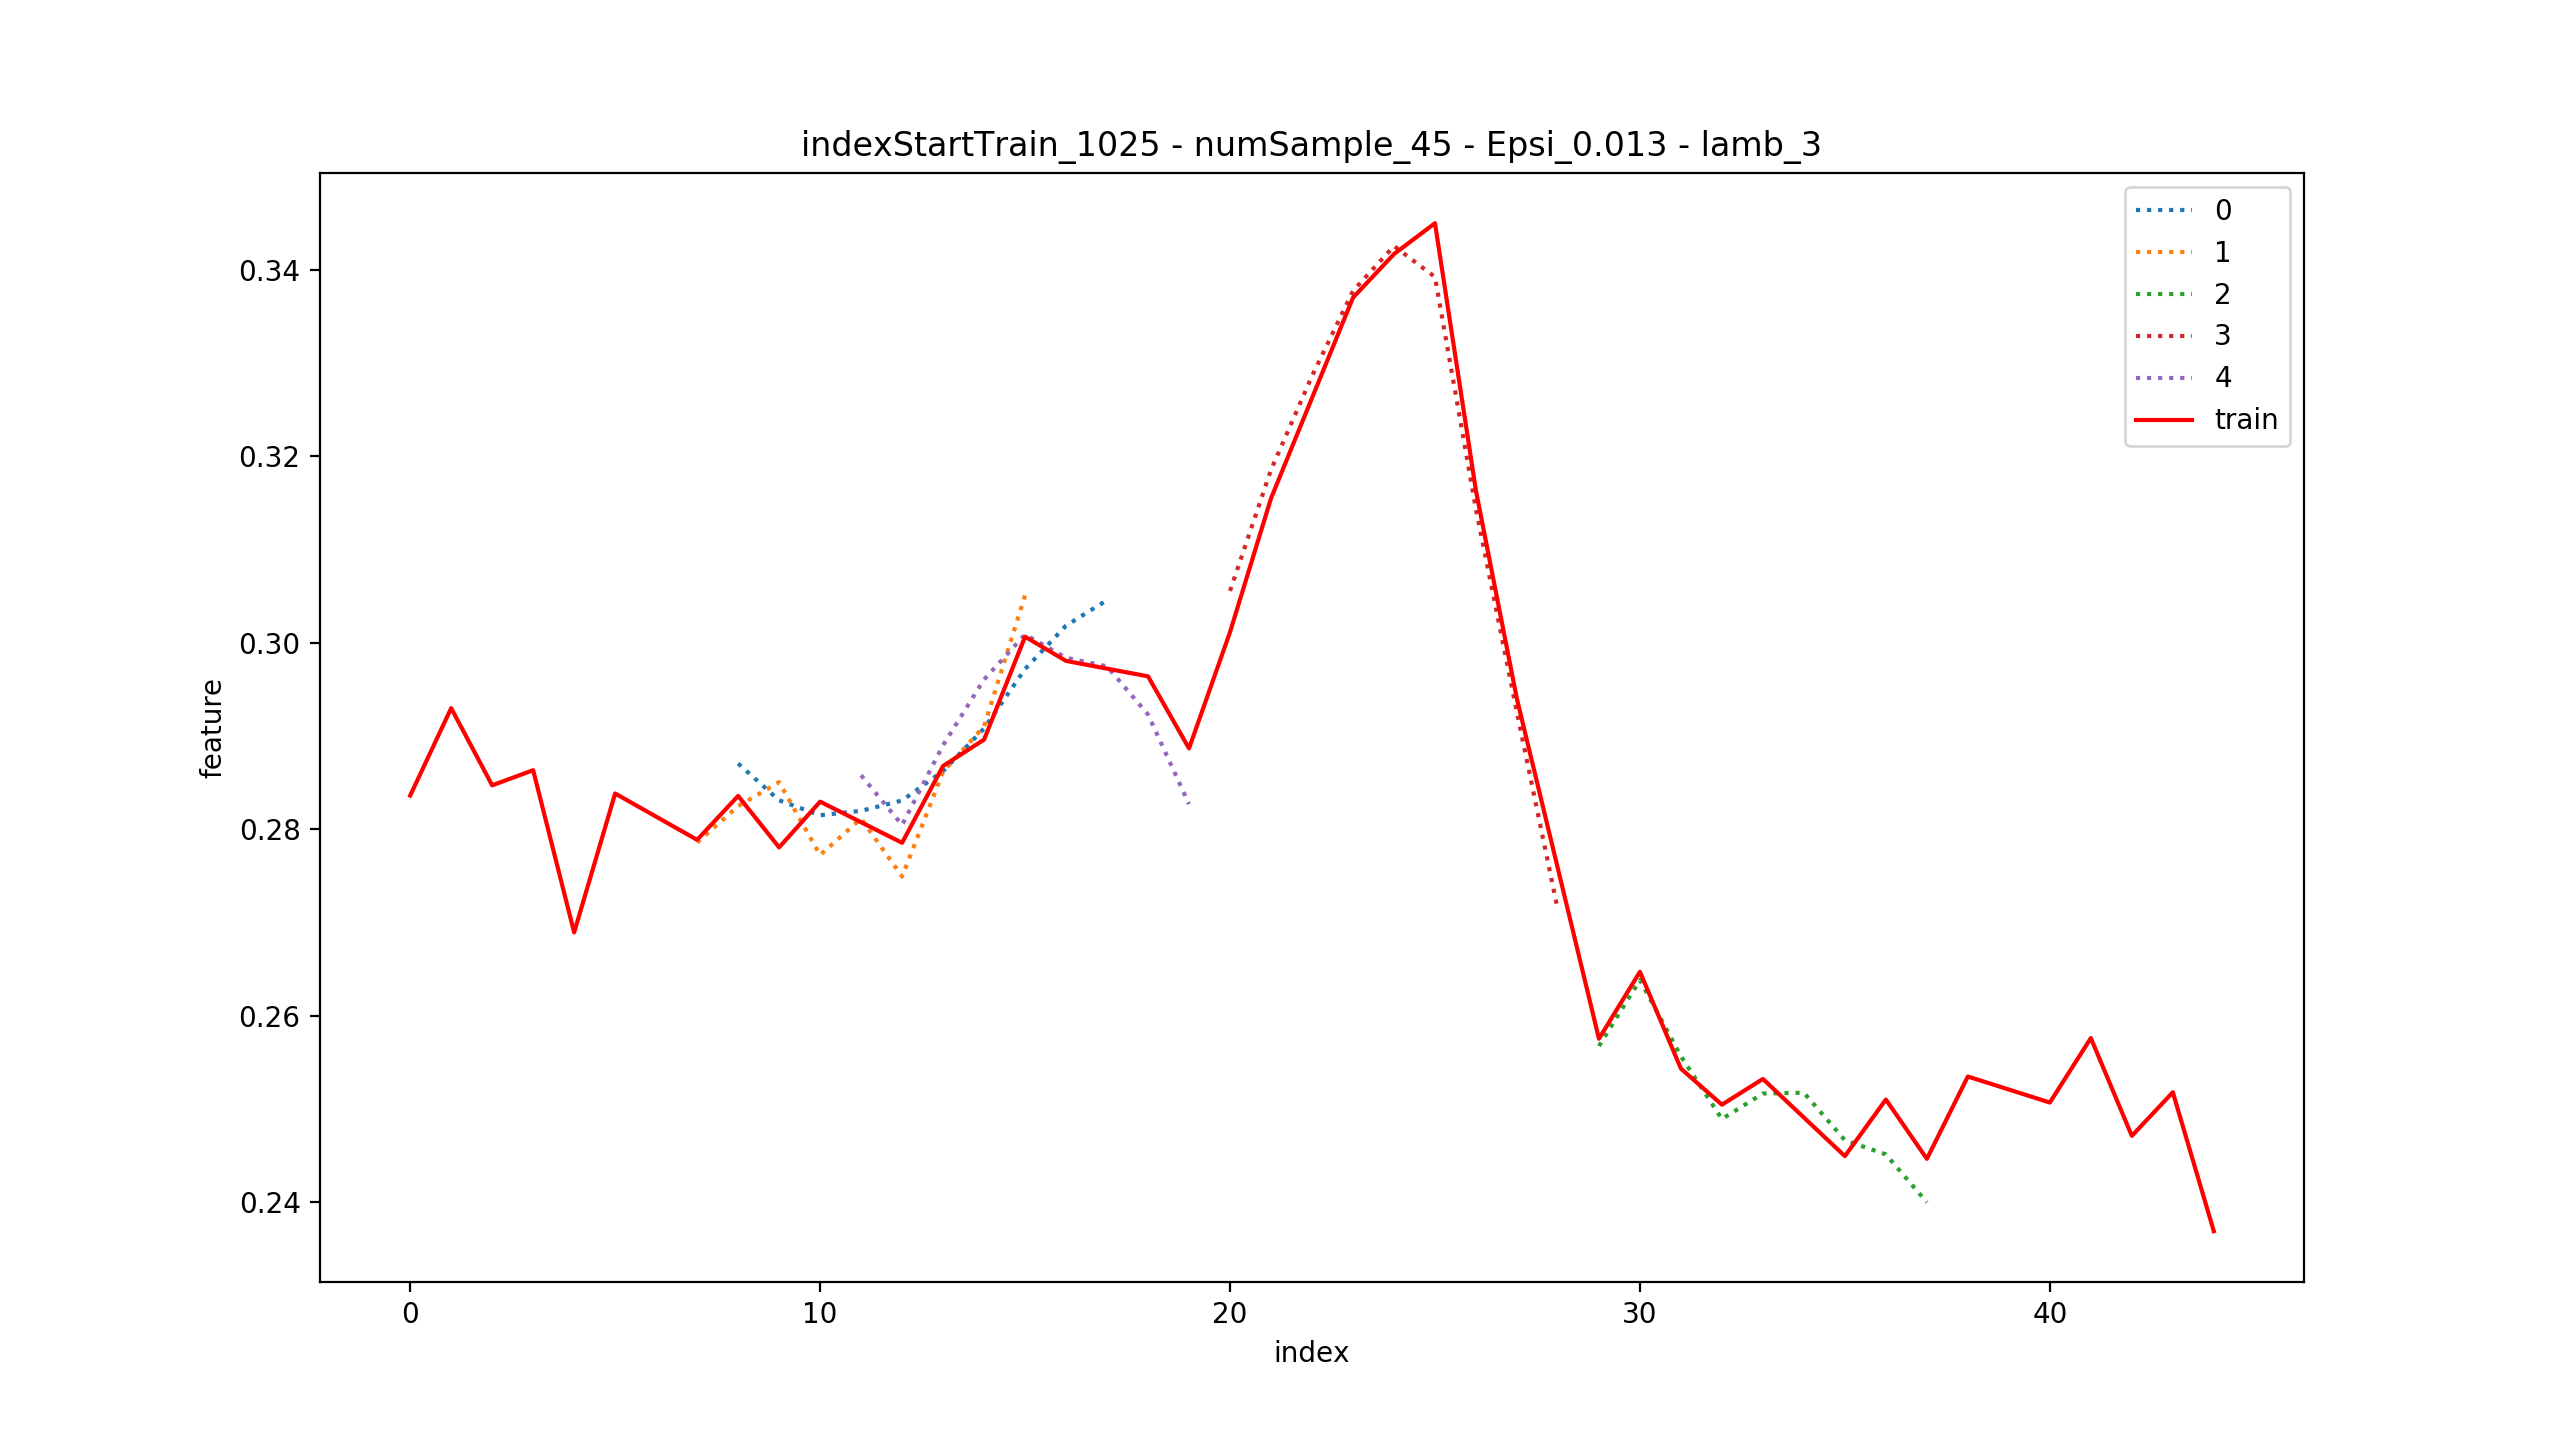 indexStartTrain_1025 - numSample_45 - Epsi_0.013 - lamb_3
0
1
2
3
4
train
0.34
0.32
0.30
0.28
0.26
0.24
feature
0 10 20 30 40
index